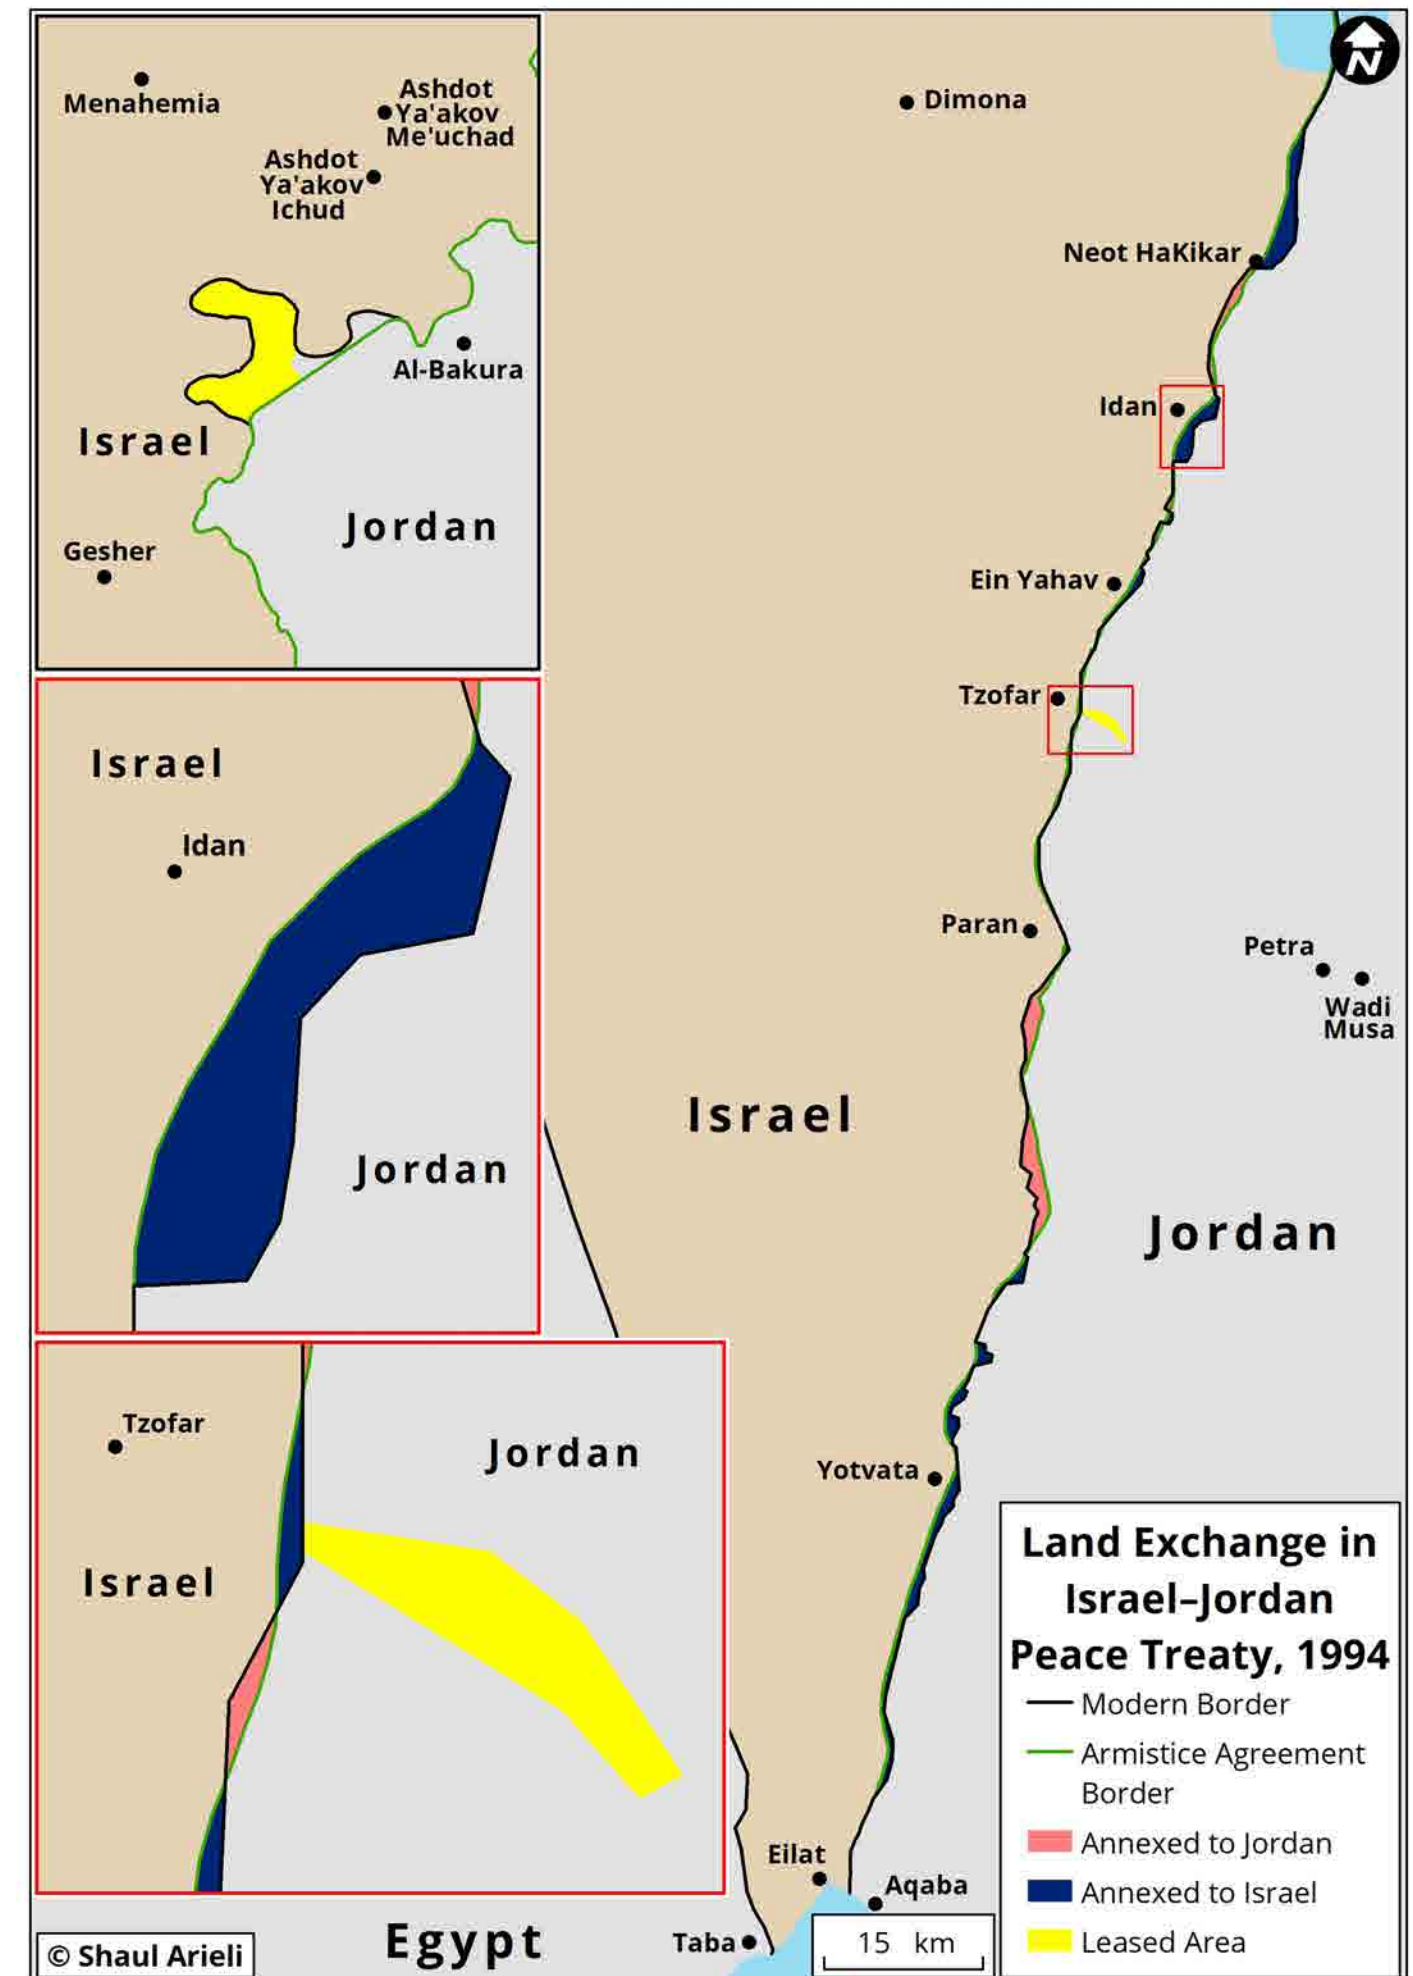 Menahemia
Ashdot
Ya'akov
Me'uchad
Ashdot
Ya'akov
Ichud
Al-Bakura
Israel
Jordan
Gesher
Israel
Idan
Jordan
Tzofar
Jordan
Israel
N
Dimona
Neot HaKikar
Idan
Ein Yahav
Tzofar
Paran
Petra
Wadi
Musa
Israel
Jordan
Yotvata
Eilat
Aqaba
Taba
Egypt
© Shaul Arieli
15 km
Land Exchange in
Israel–Jordan
Peace Treaty, 1994
Modern Border
Armistice Agreement
Border
Annexed to Jordan
Annexed to Israel
Leased Area